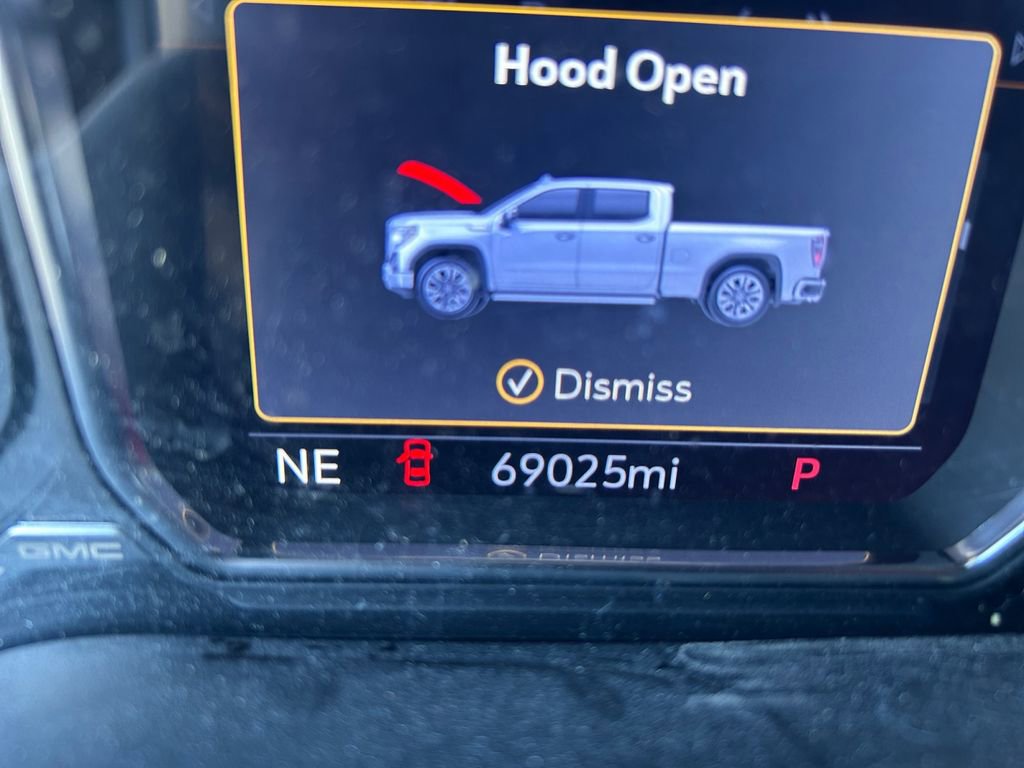 Hood Open
Dismiss
NE 69025mi P
GMC